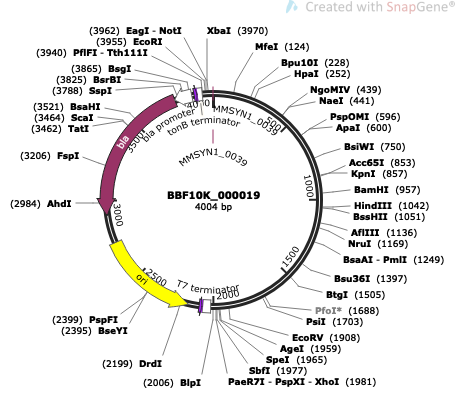 Created with SnapGene®
(3962) EagI - NotI
XbaI (3970)
(3955) EcoRI
(3940) PflFI - Tth111I
MfeI (124)
(3865) BsgI
Bpu10I (228)
(3825) BsrBI
HpaI (252)
(3788) SspI
NgoMIV (439)
NaeI (441)
(3521) BsaHI
(3464) ScaI
(3462) TatI
PspOMI (596)
ApaI (600)
BsiWI (750)
(3206) FspI
Acc65I (853)
KpnI (857)
BamHI (957)
(2984) AhdI
HindIII (1042)
BssHII (1051)
AflIII (1136)
NruI (1169)
BsaAI - PmlI (1249)
Bsu36I (1397)
BtgI (1505)
PfoI* (1688)
PsiI (1703)
(2399) PspFI
(2395) BseYI
EcoRV (1908)
AgeI (1959)
SpeI (1965)
(2199) DrdI
SbfI (1977)
(2006) BlpI
PaeR7I - PspXI - XhoI (1981)
4000
MMSYN1_0039
500
bla promoter
tonB terminator
3500
bla
MMSYN1_0039
BBF10K_000019
4004 bp
1000
3000
1500
2500
ori
T7 terminator
2000